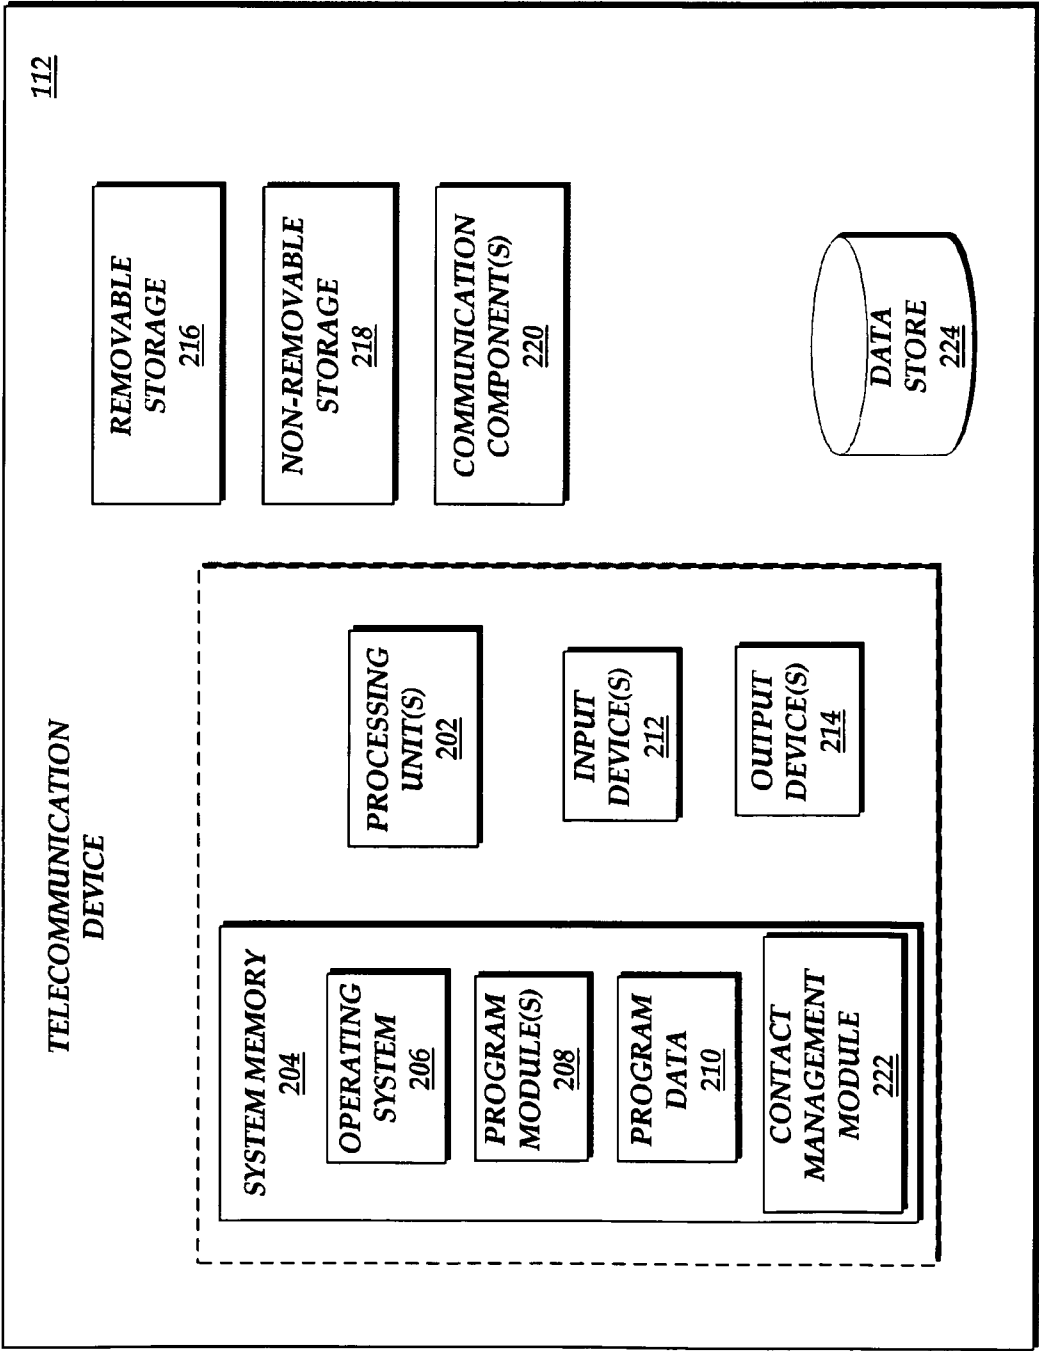 TELECOMMUNICATION
DEVICE
112
SYSTEM MEMORY
204
OPERATING
SYSTEM
206
PROGRAM
MODULE(S)
208
PROGRAM
DATA
210
CONTACT
MANAGEMENT
MODULE
222
PROCESSING
UNIT(S)
202
INPUT
DEVICE(S)
212
OUTPUT
DEVICE(S)
214
REMOVABLE
STORAGE
216
NON-REMOVABLE
STORAGE
218
COMMUNICATION
COMPONENT(S)
220
DATA
STORE
224